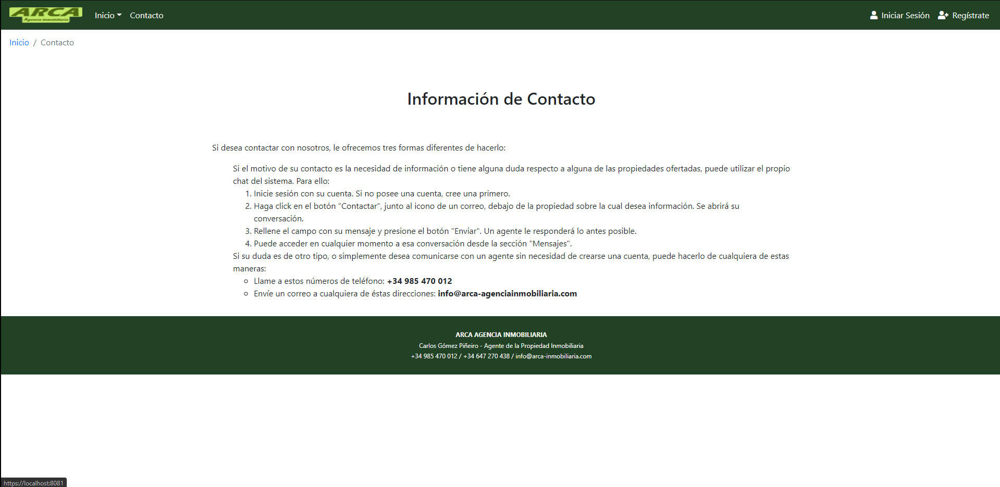 ARCA
Agencia Inmobiliaria
Inicio
Contacto
Iniciar Sesión
Regístrate
Inicio / Contacto
Información de Contacto
Si desea contactar con nosotros, le ofrecemos tres formas diferentes de hacerlo:
Si el motivo de su contacto es la necesidad de información o tiene alguna duda respecto a alguna de las propiedades ofertadas, puede utilizar el propio
chat del sistema. Para ello:
1. Inicie sesión con su cuenta. Si no posee una cuenta, cree una primero.
2. Haga click en el botón "Contactar", junto al icono de un correo, debajo de la propiedad sobre la cual desea información. Se abrirá su
conversación.
3. Rellene el campo con su mensaje y presione el botón "Enviar". Un agente le responderá lo antes posible.
4. Puede acceder en cualquier momento a esa conversación desde la sección "Mensajes".
Si su duda es de otro tipo, o simplemente desea comunicarse con un agente sin necesidad de crearse una cuenta, puede hacerlo de cualquiera de estas
maneras:
Llame a estos números de teléfono: +34 985 470 012
Envíe un correo a cualquiera de éstas direcciones: info@arca-agenciainmobiliaria.com
ARCA AGENCIA INMOBILIARIA
Carlos Gómez Piñeiro - Agente de la Propiedad Inmobiliaria
+34 985 470 012 / +34 647 270 438 / info@arca-inmobiliaria.com
https://localhost:8081